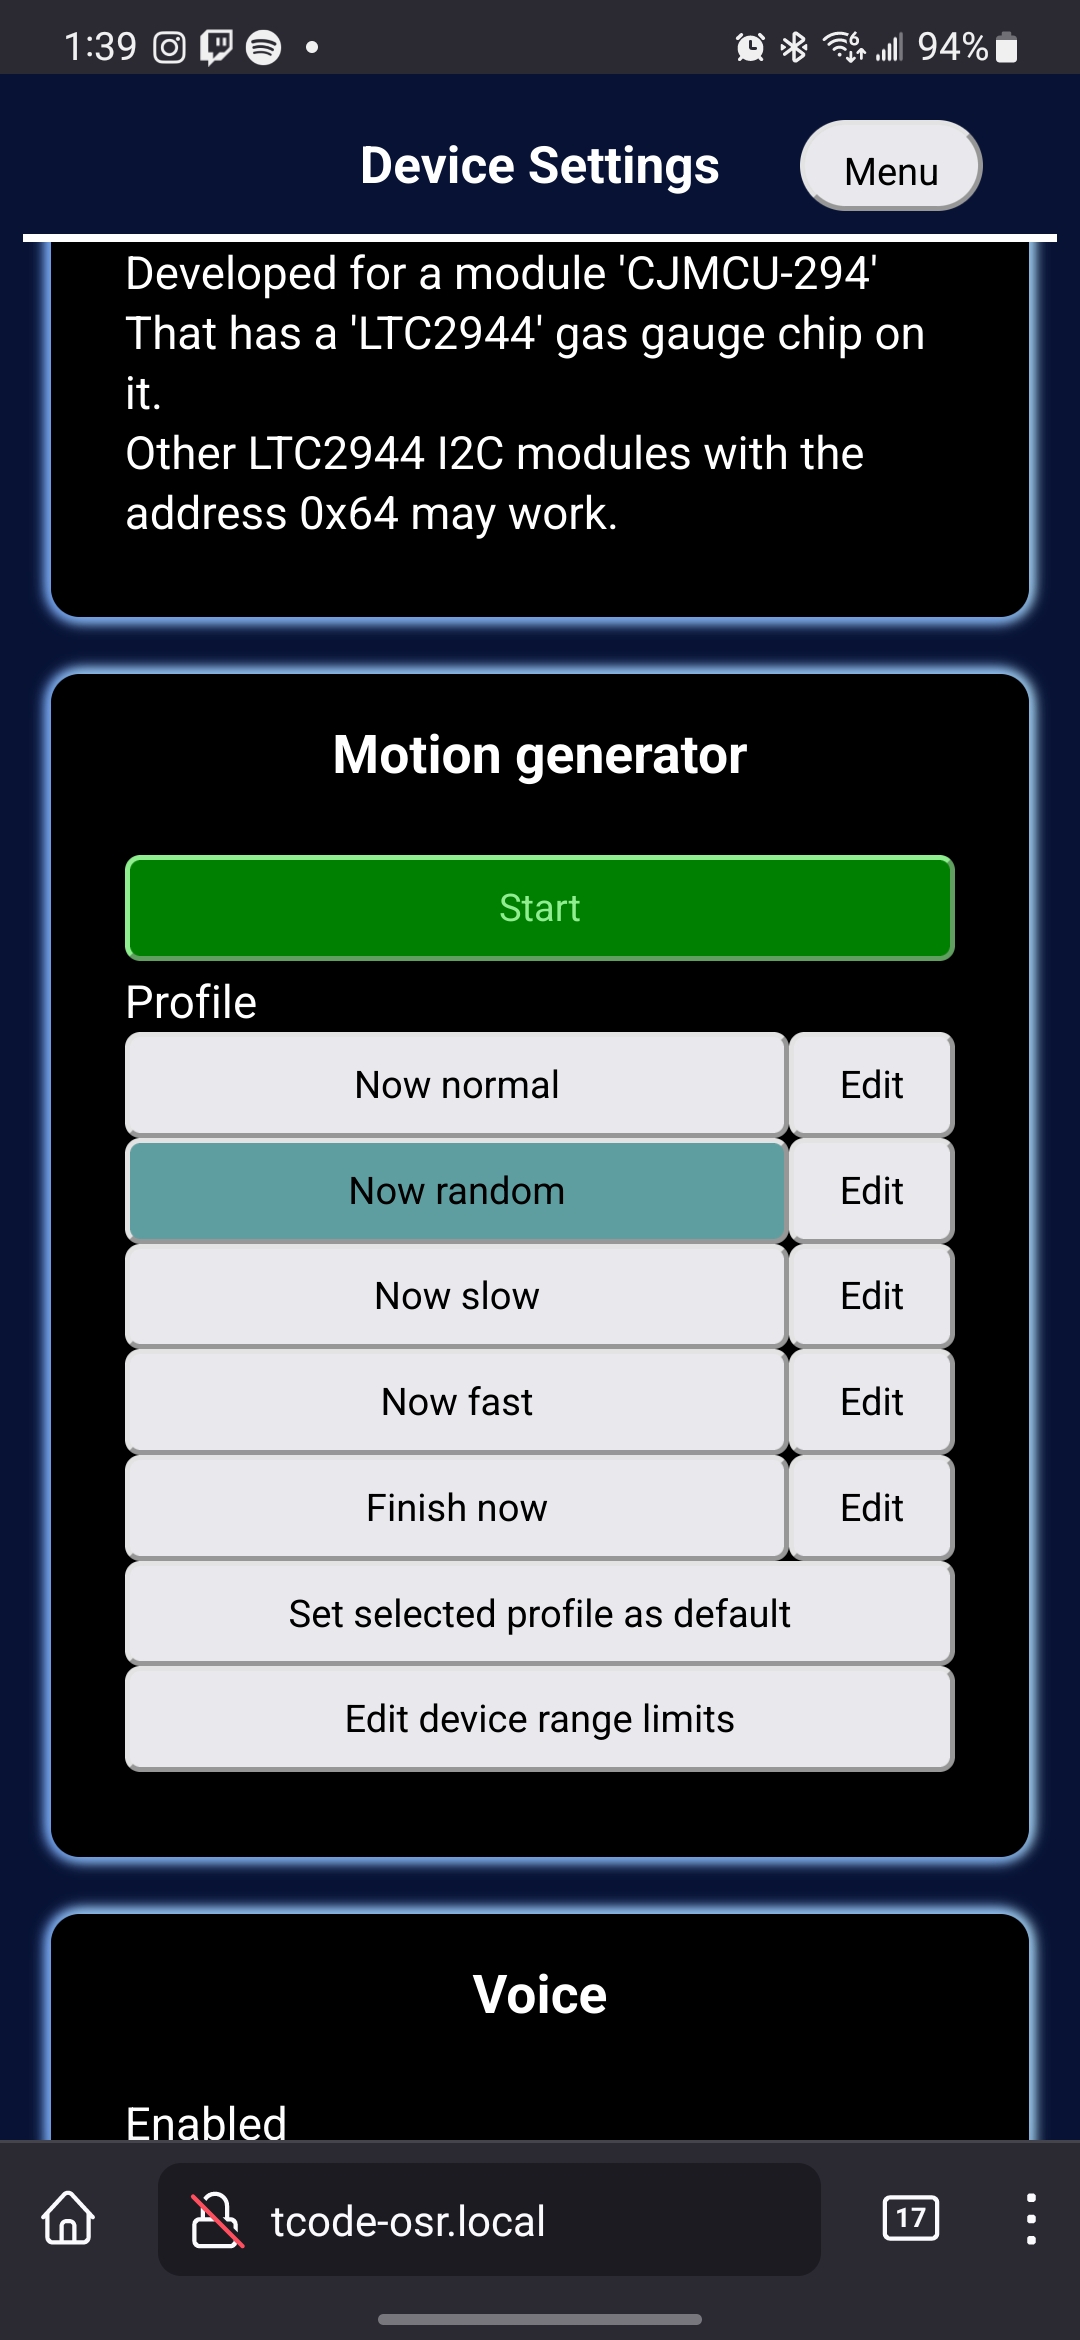 1:39
94%
Device Settings
Menu
Developed for a module 'CJMCU-294'
That has a 'LTC2944' gas gauge chip on
it.
Other LTC2944 I2C modules with the
address 0x64 may work.
Motion generator
Start
Profile
Now normal
Edit
Now random
Edit
Now slow
Edit
Now fast
Edit
Finish now
Edit
Set selected profile as default
Edit device range limits
Voice
Enabled
tcode-osr.local
17